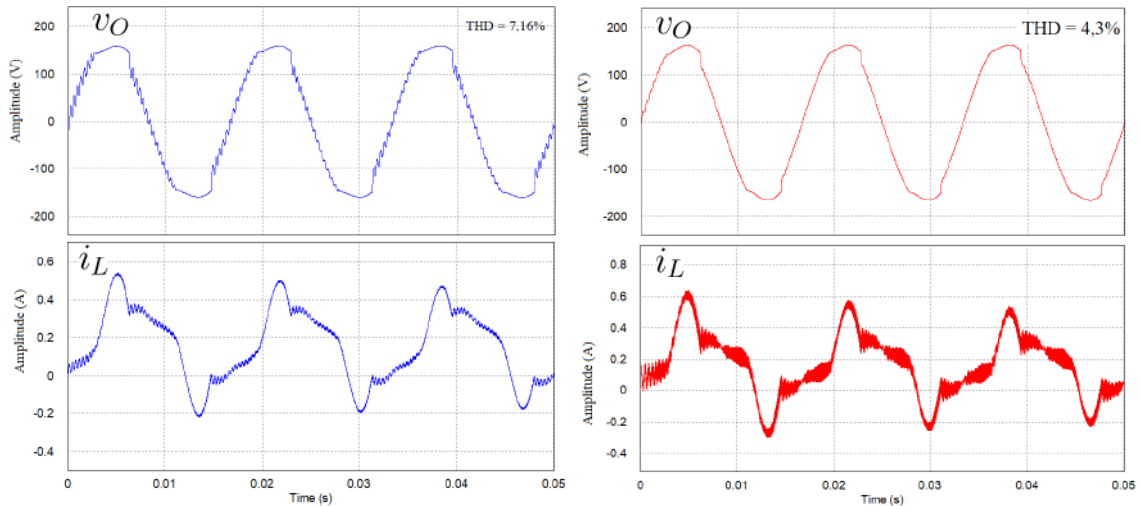 v_O
THD = 7,16%
Amplitude (V)
200
100
0
-100
-200
i_L
Amplitude (A)
0.6
0.4
0.2
0
-0.2
-0.4
0
0.01
0.02
0.03
0.04
0.05
Time (s)
v_O
THD = 4,3%
Amplitude (V)
200
100
0
-100
-200
i_L
Amplitude (A)
0.8
0.6
0.4
0.2
0
-0.2
-0.4
0
0.01
0.02
0.03
0.04
0.05
Time (s)